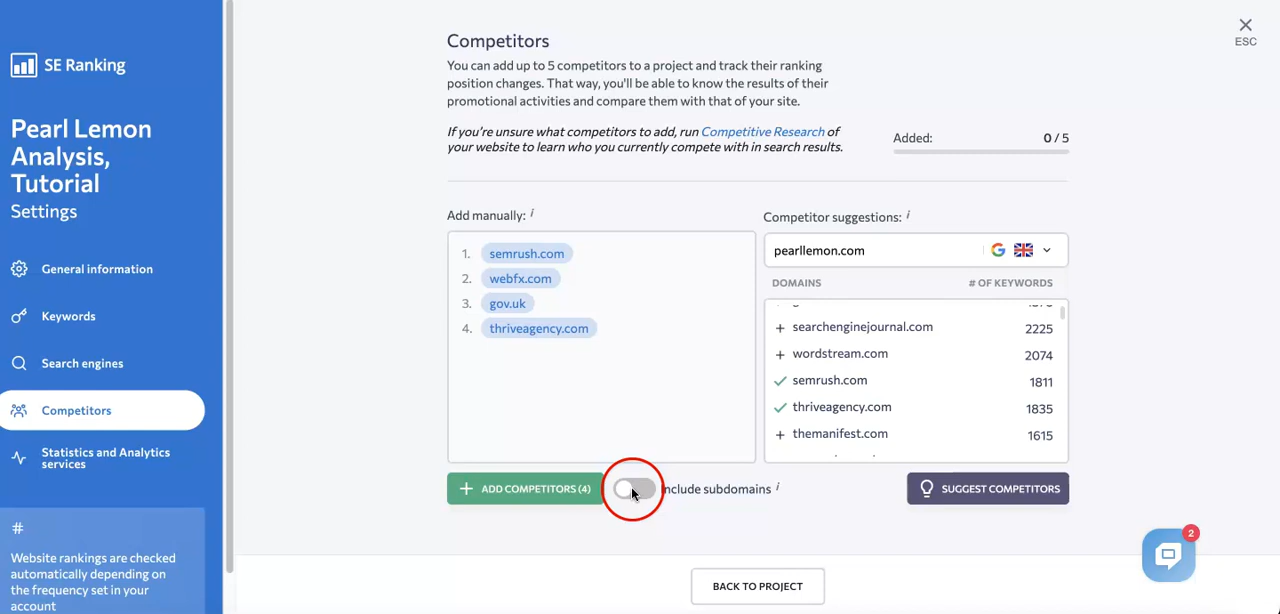 SE Ranking
Pearl Lemon
Analysis,
Tutorial
Settings
General information
Keywords
Search engines
Competitors
Statistics and Analytics
services
#
Website rankings are checked
automatically depending on
the frequency set in your
account
Competitors
You can add up to 5 competitors to a project and track their ranking
position changes. That way, you'll be able to know the results of their
promotional activities and compare them with that of your site.
If you're unsure what competitors to add, run Competitive Research of
your website to learn who you currently compete with in search results.
Added: 0 / 5
ESC
Add manually: i
1. semrush.com
2. webfx.com
3. gov.uk
4. thriveagency.com
Competitor suggestions: i
pearllemon.com
DOMAINS # OF KEYWORDS
searchenginejournal.com 2225
wordstream.com 2074
semrush.com 1811
thriveagency.com 1835
themanifest.com 1615
+ ADD COMPETITORS (4)
Include subdomains i
SUGGEST COMPETITORS
2
BACK TO PROJECT